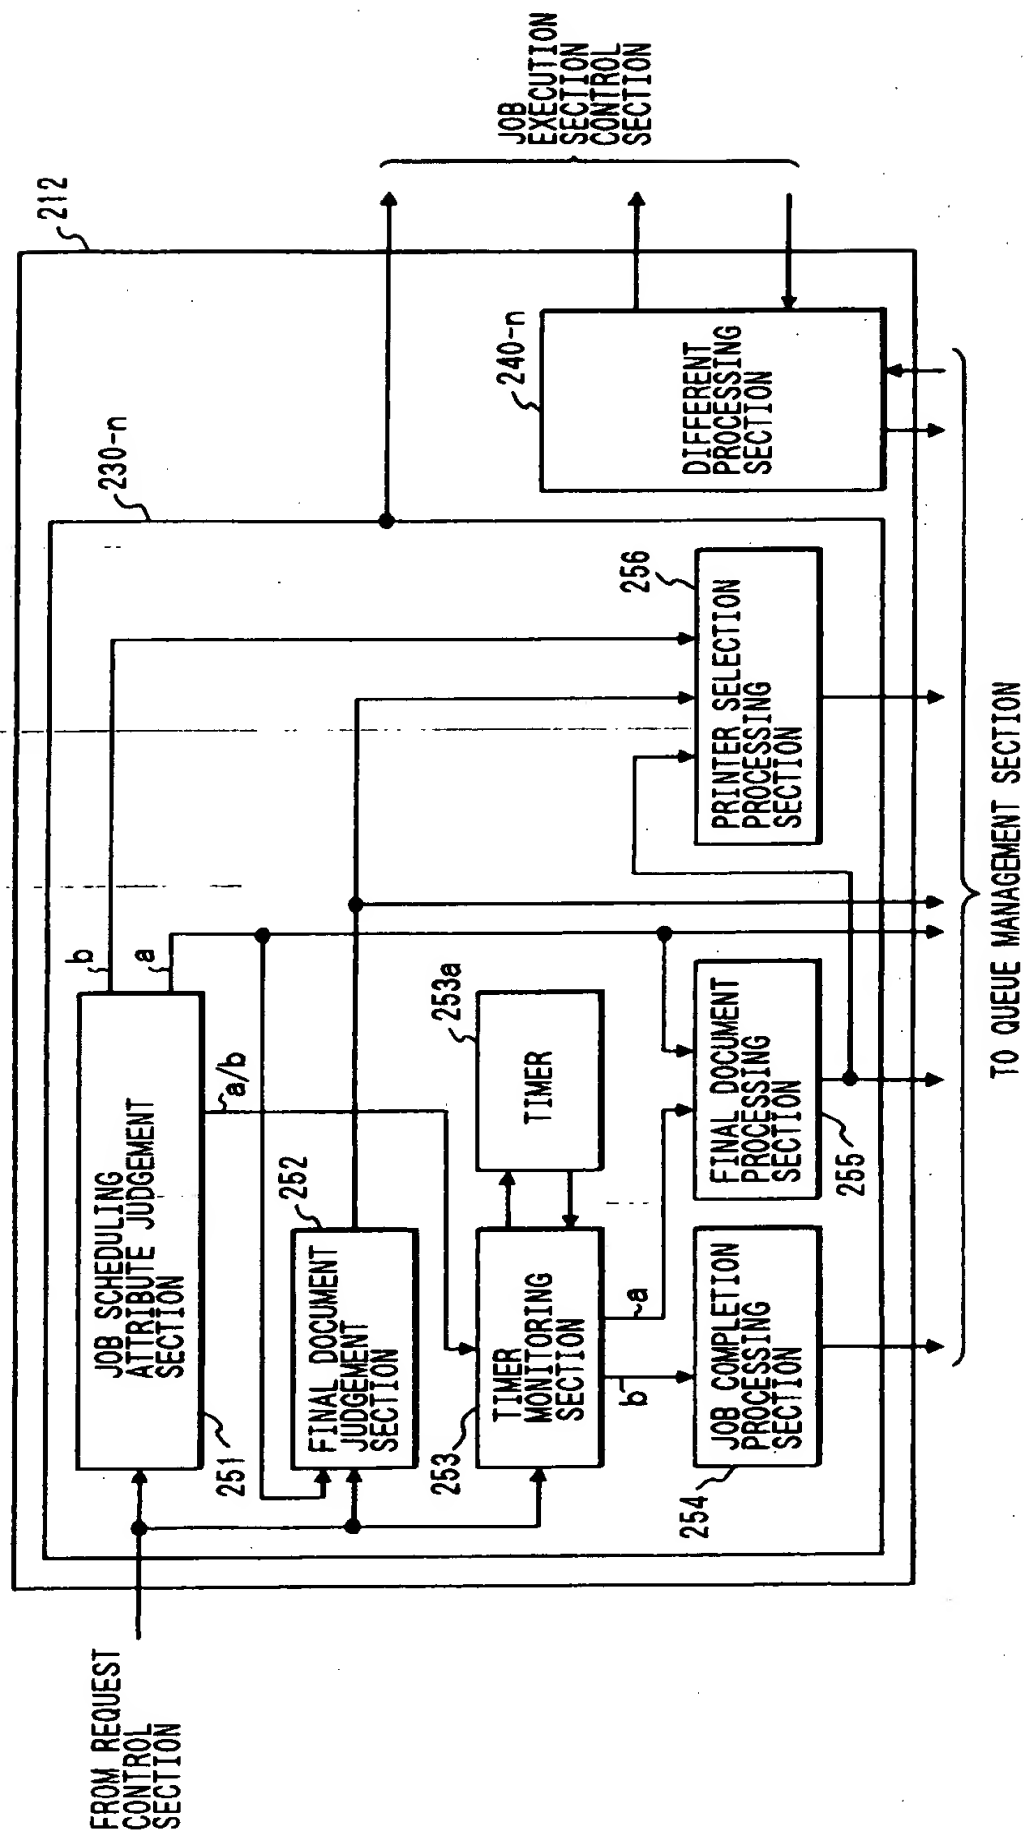 FROM REQUEST
CONTROL
SECTION
212
230-n
JOB SCHEDULING
ATTRIBUTE JUDGEMENT
SECTION
251
b
a
a/b
FINAL DOCUMENT
JUDGEMENT
SECTION
252
TIMER
MONITORING
SECTION
253
TIMER
253a
b
a
JOB COMPLETION
PROCESSING
SECTION
254
FINAL DOCUMENT
PROCESSING
SECTION
255
PRINTER SELECTION
PROCESSING
SECTION
256
240-n
DIFFERENT
PROCESSING
SECTION
JOB
EXECUTION
SECTION
CONTROL
SECTION
TO QUEUE MANAGEMENT SECTION